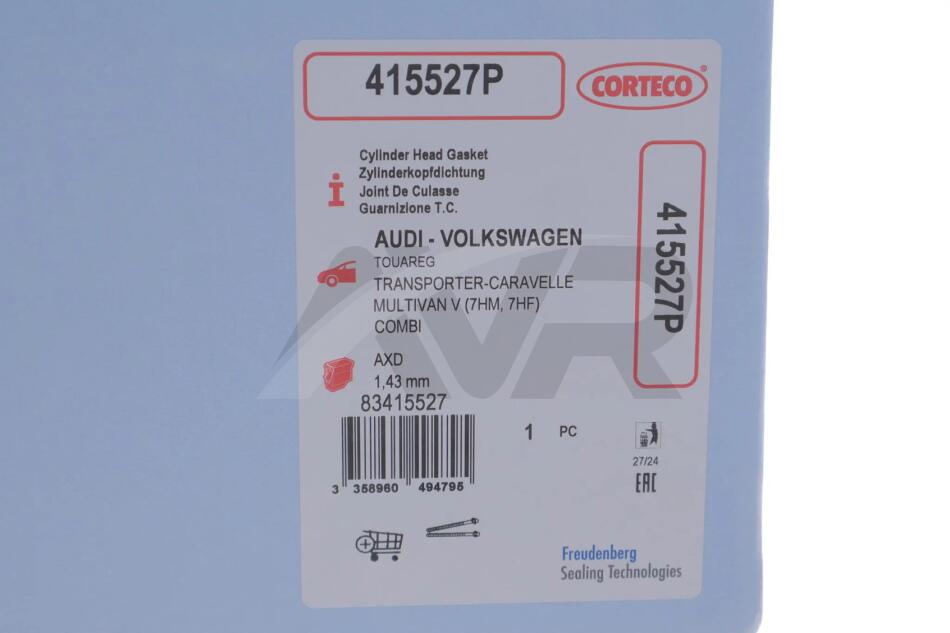 415527P
CORTECO®
Cylinder Head Gasket
Zylinderkopfdichtung
Joint De Culasse
Guarnizione T.C.
415527P
AUDI - VOLKSWAGEN
TOUAREG
TRANSPORTER-CARAVELLE
MULTIVAN V (7HM, 7HF)
COMBI
AVR
AXD
1,43 mm
83415527
1 PC
3 358960 494795
27/24
EAC
Freudenberg
Sealing Technologies